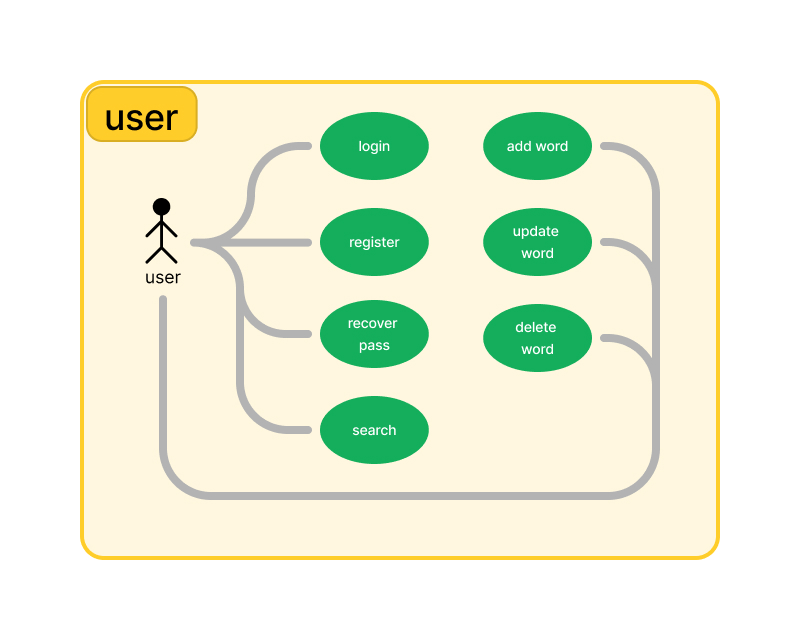 user
user
login
register
recover
pass
search
add word
update
word
delete
word